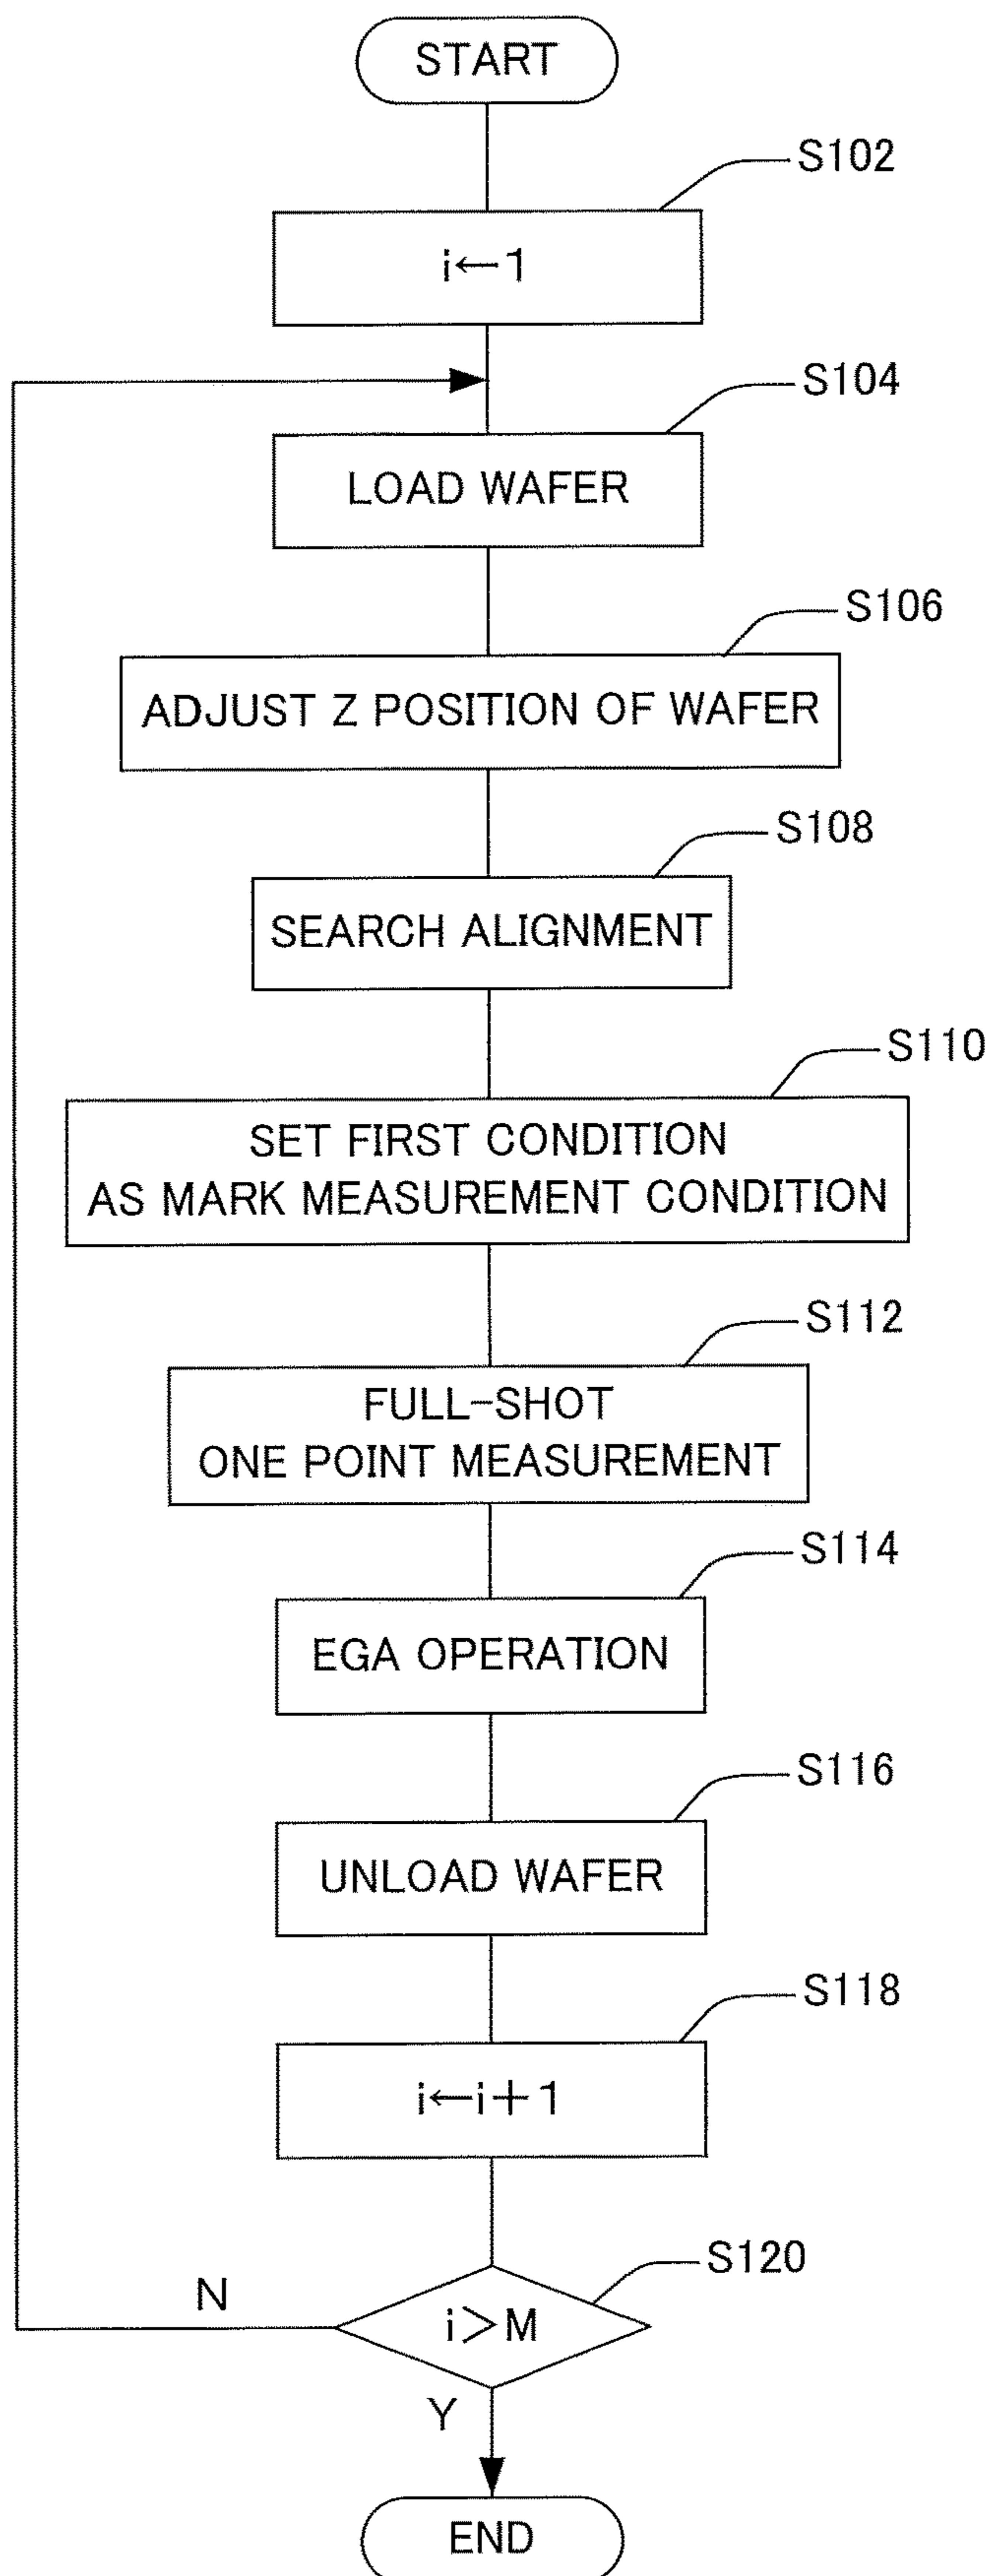 START
S102
i←1
S104
LOAD WAFER
S106
ADJUST Z POSITION OF WAFER
S108
SEARCH ALIGNMENT
S110
SET FIRST CONDITION
AS MARK MEASUREMENT CONDITION
S112
FULL-SHOT
ONE POINT MEASUREMENT
S114
EGA OPERATION
S116
UNLOAD WAFER
S118
i←i+1
S120
N
i>M
Y
END